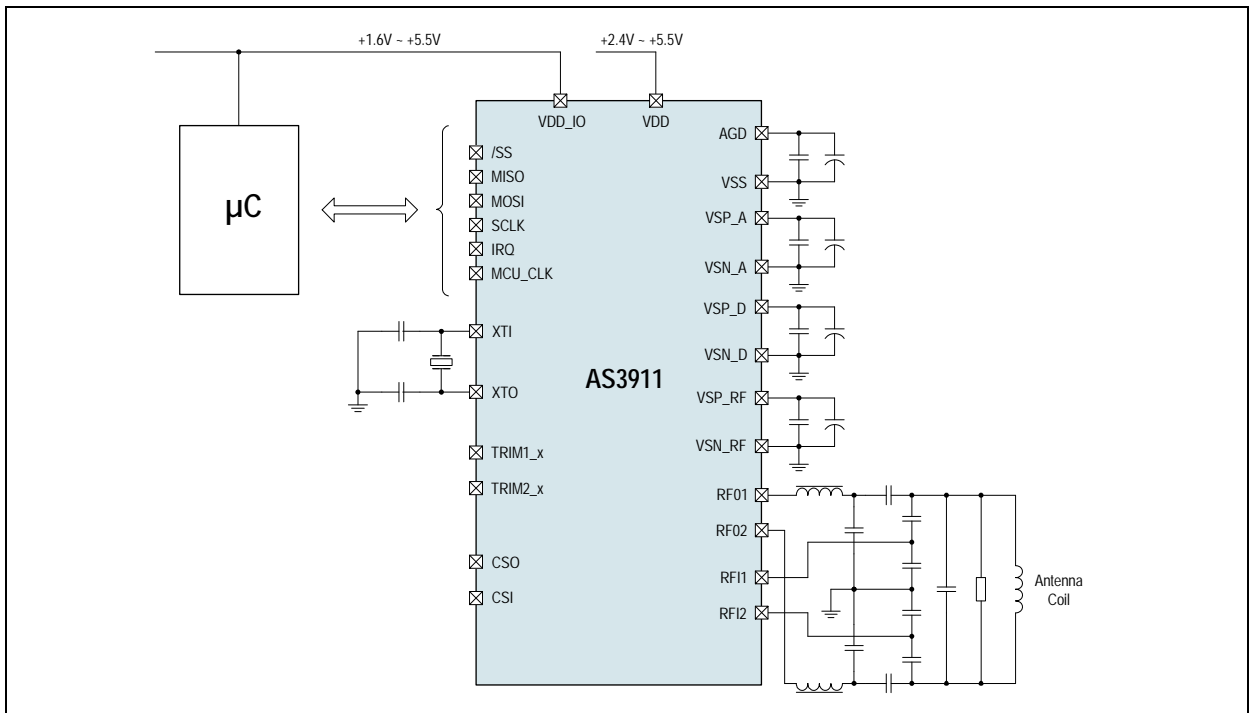 +1.6V ~ +5.5V
+2.4V ~ +5.5V
VDD_IO
VDD
µC
/SS
MISO
MOSI
SCLK
IRQ
MCU_CLK
XTI
XTO
TRIM1_x
TRIM2_x
CSO
CSI
AS3911
AGD
VSS
VSP_A
VSN_A
VSP_D
VSN_D
VSP_RF
VSN_RF
RF01
RF02
RFI1
RFI2
Antenna
Coil